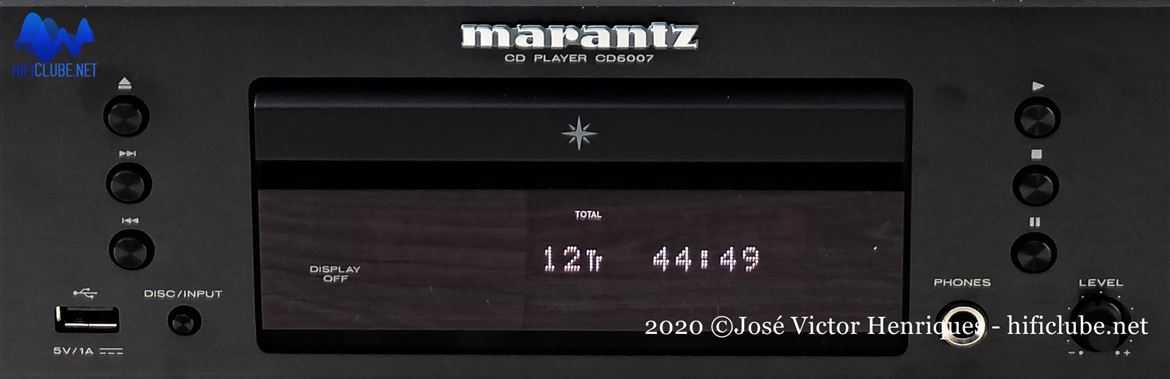 HIFICLUBE.NET
marantz
CD PLAYER CD6007
TOTAL
12Tr 44:49
DISPLAY
OFF
DISC/INPUT
5V/1A
PHONES
LEVEL
- +
2020 ©José Victor Henriques - hificlube.net